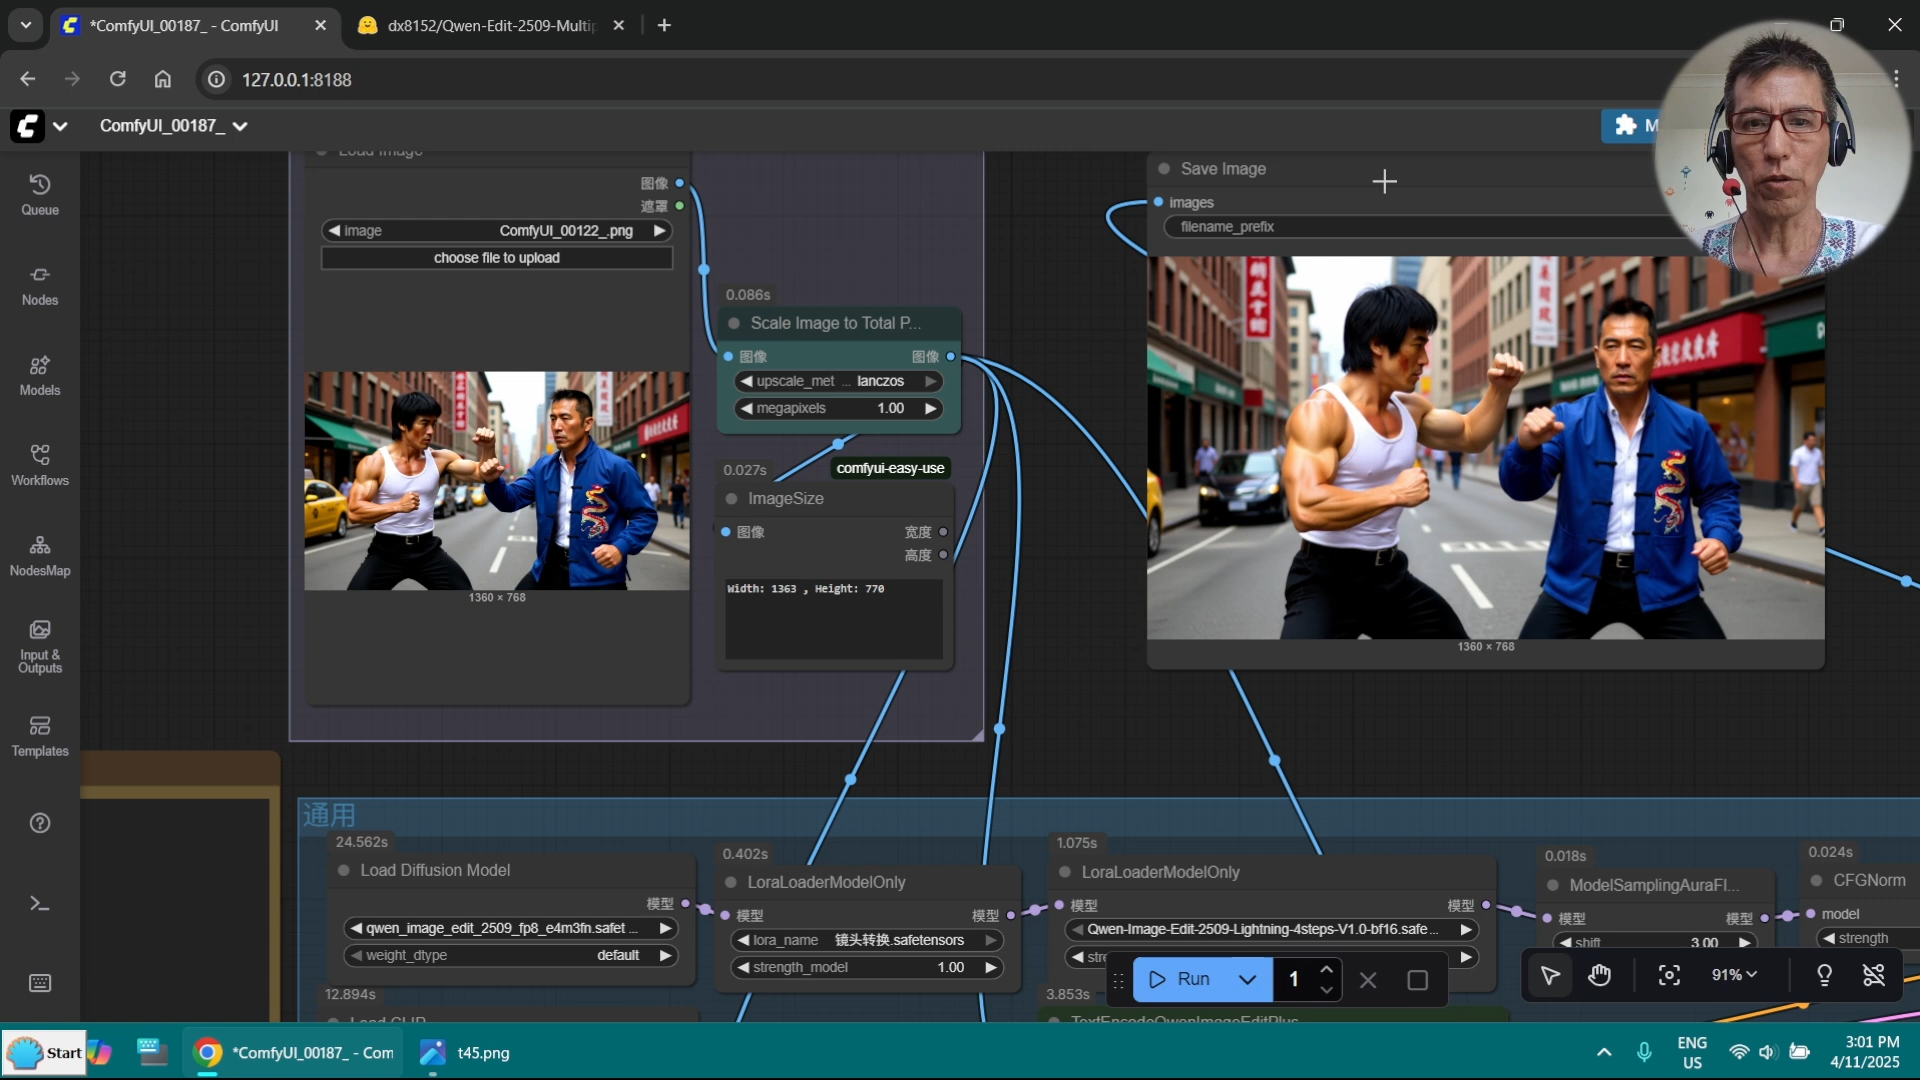 *ComfyUI_00187_ - ComfyUI
dx8152/Qwen-Edit-2509-Multip
127.0.0.1:8188
ComfyUI_00187_
M
Queue
Nodes
Models
Workflows
NodesMap
Input &
Outputs
Templates
Load Image
图像
遮罩
image ComfyUI_00122_.png
choose file to upload
1360 × 768
0.086s
Scale Image to Total P...
图像 图像
upscale_met ... lanczos
megapixels 1.00
0.027s
comfyui-easy-use
ImageSize
图像 宽度
高度
Width: 1363 , Height: 770
Save Image
images
filename_prefix
1360 × 768
通用
24.562s
Load Diffusion Model
模型
qwen_image_edit_2509_fp8_e4m3fn.safet ...
weight_dtype default
12.894s
Load CLIP
0.402s
LoraLoaderModelOnly
模型 模型
lora_name 镜头转换.safetensors
strength_model 1.00
1.075s
LoraLoaderModelOnly
模型 模型
Qwen-Image-Edit-2509-Lightning-4steps-V1.0-bf16.safe...
stre
3.853s
TextEncodeQwenImageEditPlus
0.018s
ModelSamplingAuraFl...
模型 模型
shift 3.00
0.024s
CFGNorm
model
strength
Run
1
91%
Start
*ComfyUI_00187_ - Com
t45.png
ENG
US
3:01 PM
4/11/2025